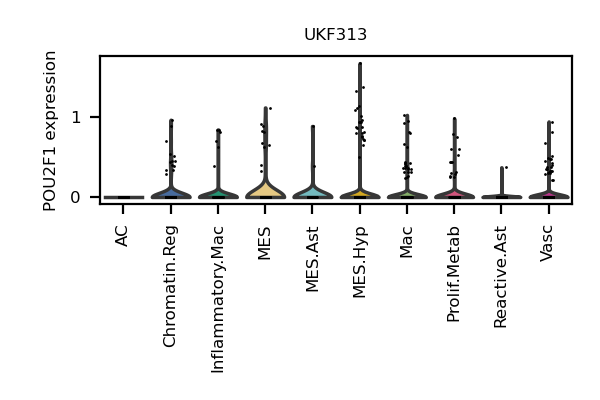 UKF313
POU2F1 expression
1
0
AC
Chromatin.Reg
Inflammatory.Mac
MES
MES.Ast
MES.Hyp
Mac
Prolif.Metab
Reactive.Ast
Vasc